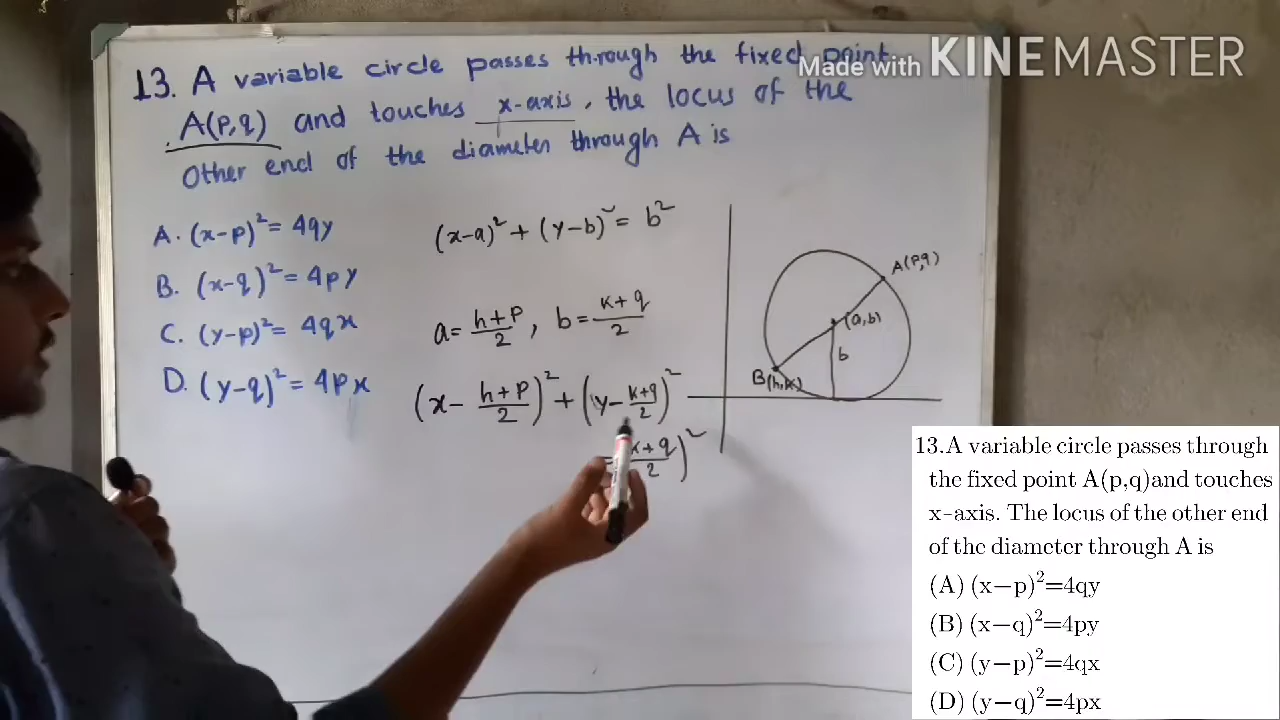 13. A variable circle passes through the fixed point
A(p,q) and touches x-axis, the locus of the
other end of the diameter through A is
A. (x-p)²= 4qy
B. (x-q)²= 4py
C. (y-p)²= 4qx
D. (y-q)²= 4px
(x-a)² + (y-b)² = b²
a= h+p/2, b= k+q/2
(x- h+p/2)² + (y- k+q/2)²
k+q/2)²
A(p,q)
(a,b)
b
B(h,k)
Made with KINEMASTER
13.A variable circle passes through
the fixed point A(p,q)and touches
x-axis. The locus of the other end
of the diameter through A is
(A) (x−p)²=4qy
(B) (x−q)²=4py
(C) (y−p)²=4qx
(D) (y−q)²=4px